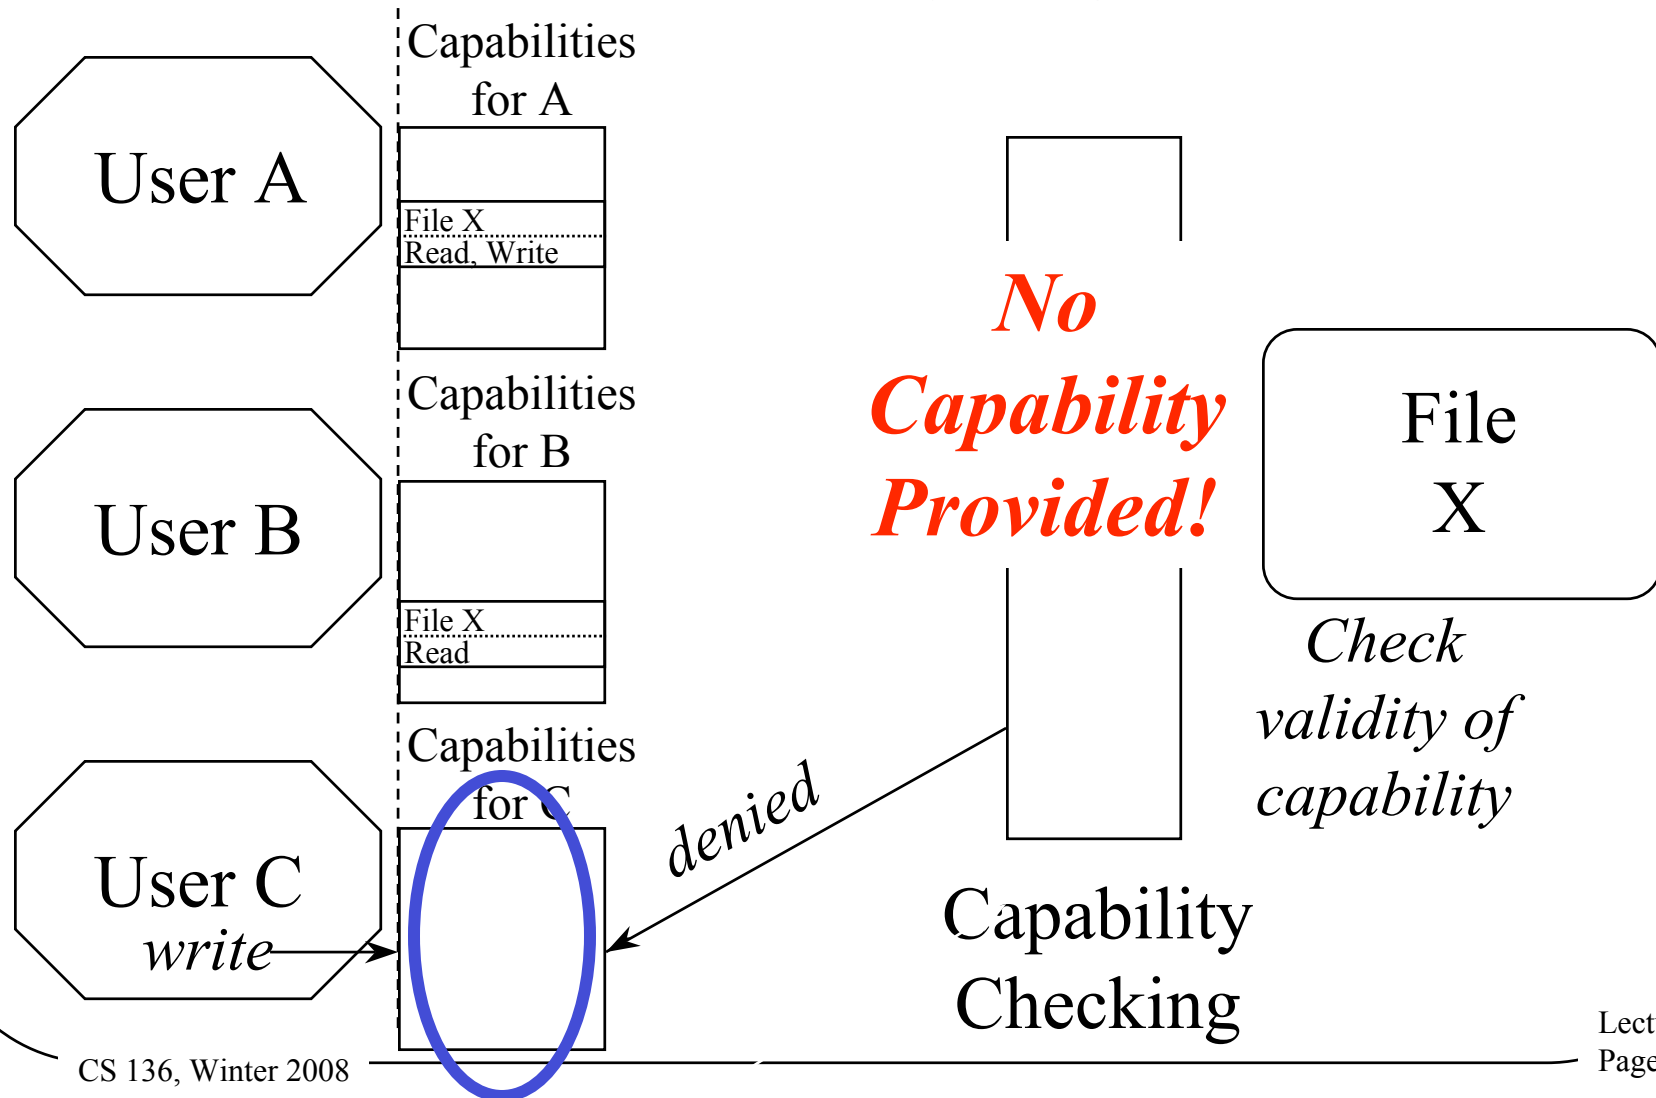 Capabilities
for A
User A
File X
Read, Write
Capabilities
for B
User B
File X
Read
Capabilities
for C
User C
write
denied
No
Capability
Provided!
File
X
Check
validity of
capability
Capability
Checking
CS 136, Winter 2008
Page